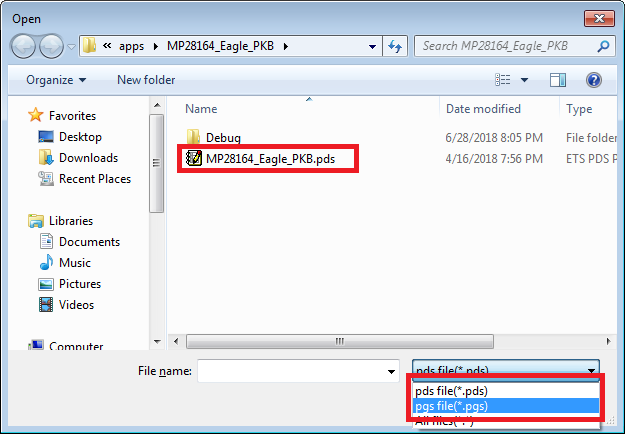 Open
« apps ▸ MP28164_Eagle_PKB ▸
Search MP28164_Eagle_PKB
Organize
New folder
Name
Date modified
Type
Favorites
Desktop
Downloads
Recent Places
Libraries
Documents
Music
Pictures
Videos
Computer
Debug
6/28/2018 8:05 PM
File folder
MP28164_Eagle_PKB.pds
4/16/2018 7:56 PM
ETS PDS P
File name:
pds file(*.pds)
pds file(*.pds)
pgs file(*.pgs)
All files(*.*)